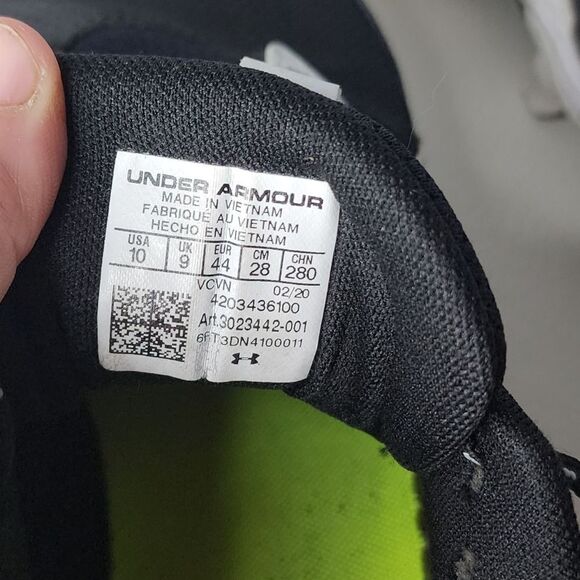 UNDER ARMOUR
MADE IN VIETNAM
FABRIQUÉ AU VIETNAM
HECHO EN VIETNAM
USA UK EUR CM CHN
10 9 44 28 280
VCVN 02/20
4203436100
Art.3023442-001